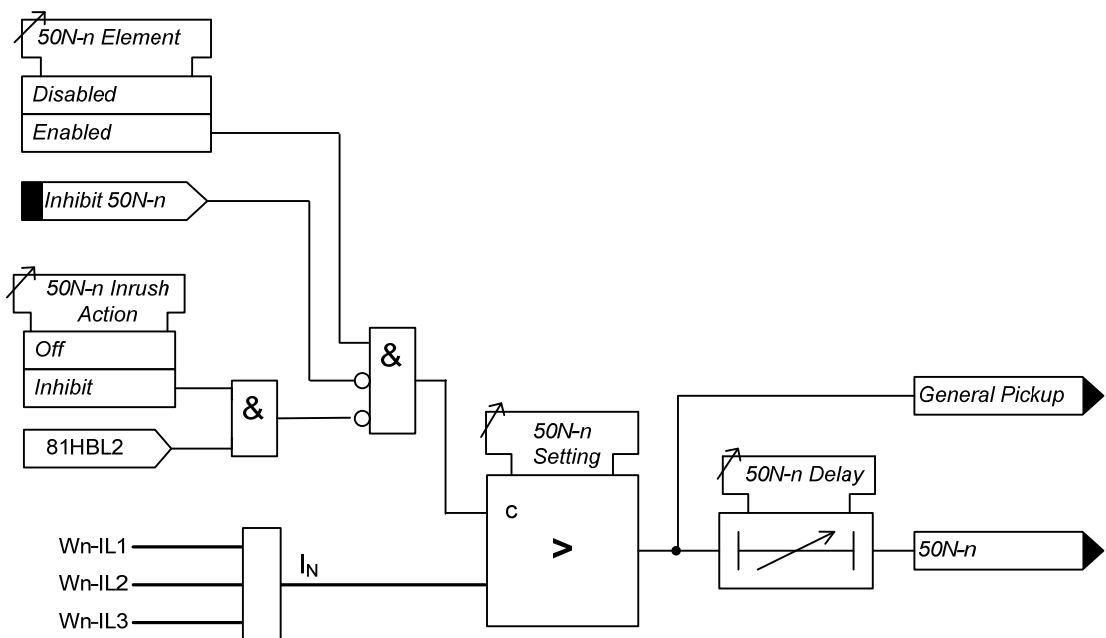 50N-n Element
Disabled
Enabled
Inhibit 50N-n
50N-n Inrush
Action
Off
Inhibit
&
81HBL2
&
50N-n
Setting
c
>
Wn-IL1
Wn-IL2
Wn-IL3
IN
General Pickup
50N-n Delay
50N-n